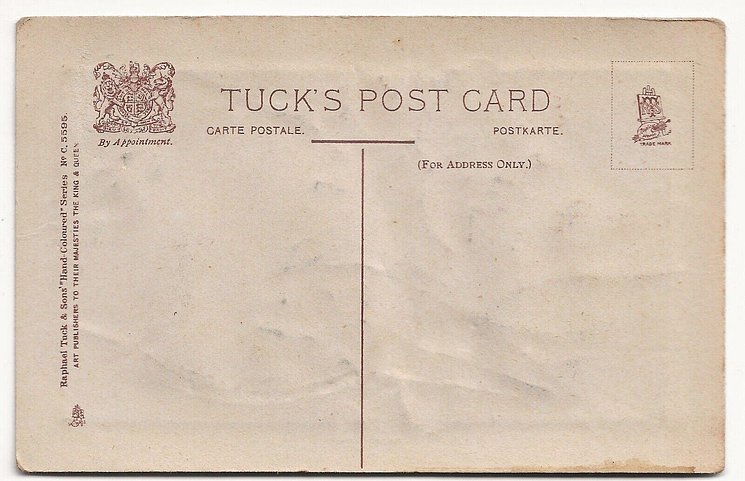 TUCK'S POST CARD
CARTE POSTALE.
POSTKARTE.
(FOR ADDRESS ONLY.)
By Appointment.
TRADE MARK
Raphael Tuck & Sons' "Hand-Coloured" Series Nº C. 5595.
ART PUBLISHERS TO THEIR MAJESTIES THE KING & QUEEN